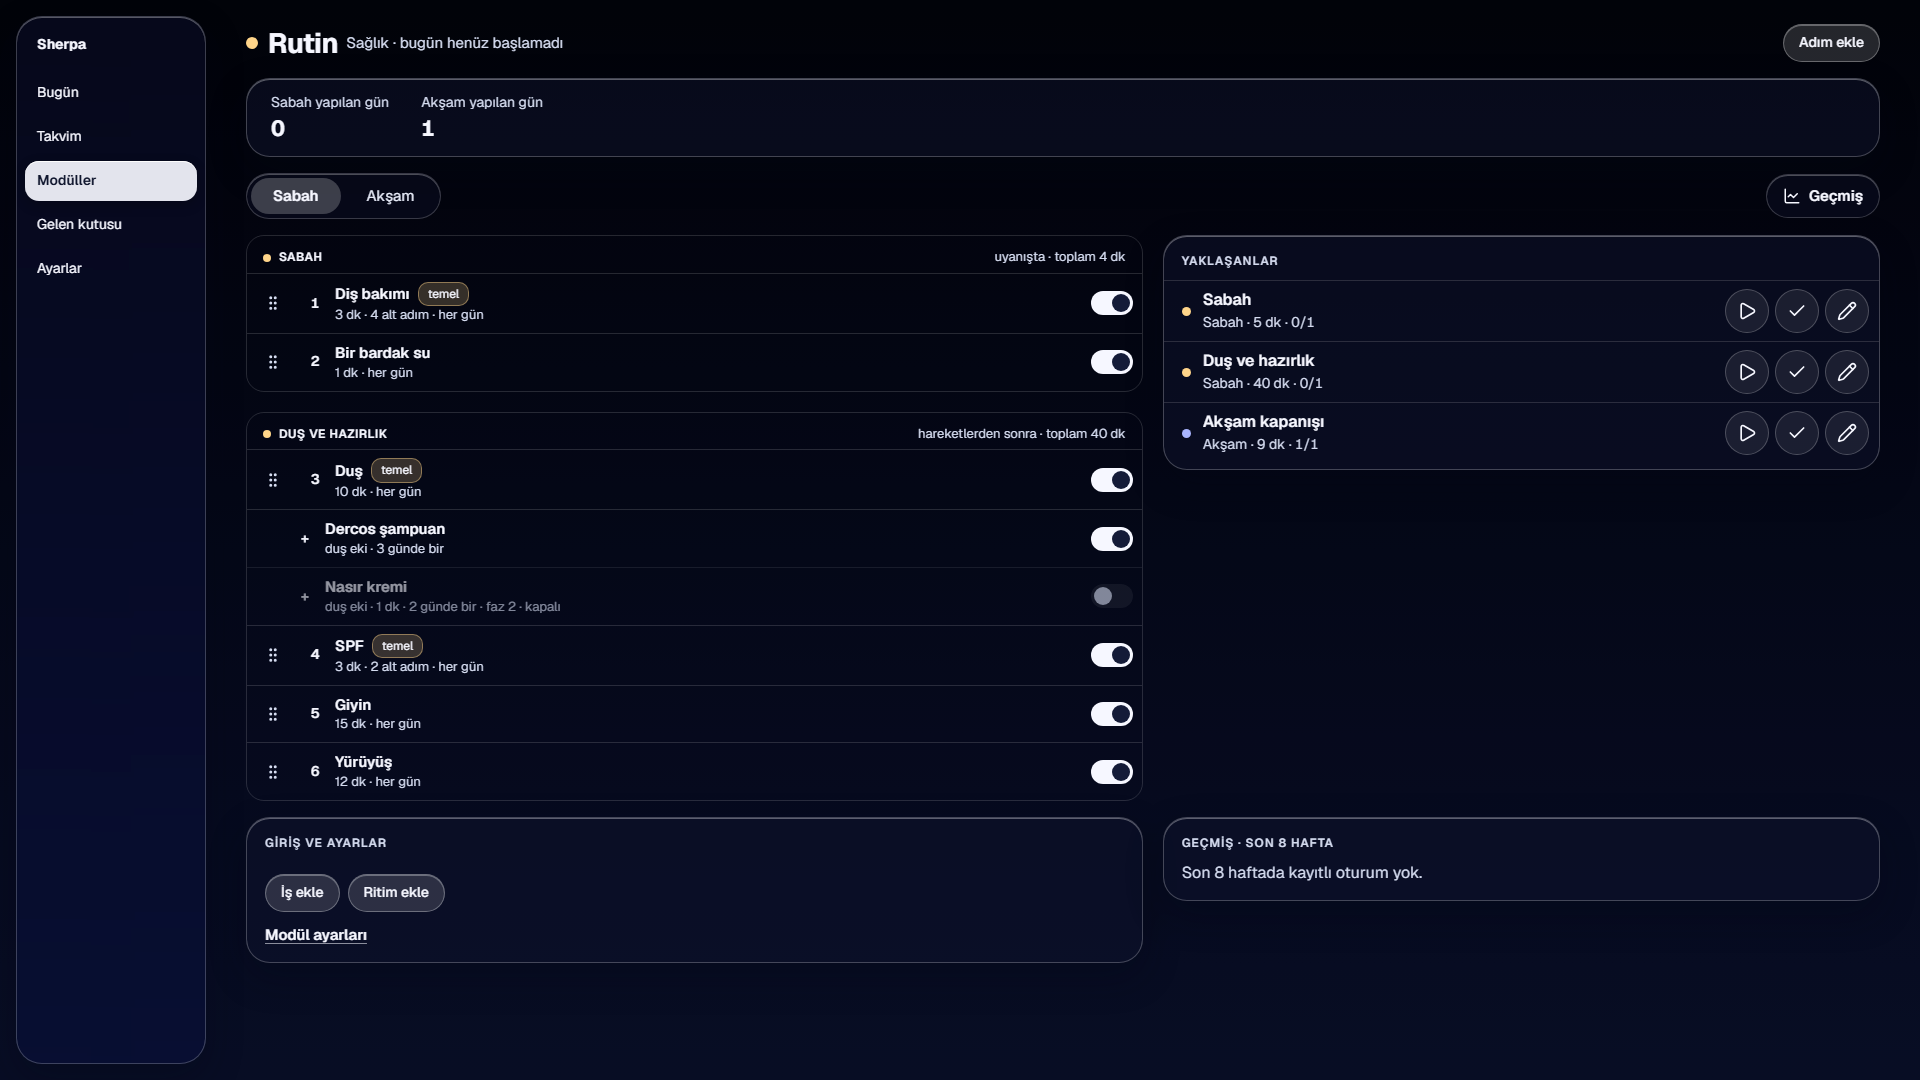 Sherpa
Bugün
Takvim
Modüller
Gelen kutusu
Ayarlar
Rutin
Sağlık · bugün henüz başlamadı
Adım ekle
Sabah yapılan gün
0
Akşam yapılan gün
1
Sabah
Akşam
Geçmiş
SABAH
uyanışta · toplam 4 dk
1
Diş bakımı temel
3 dk · 4 alt adım · her gün
2
Bir bardak su
1 dk · her gün
DUŞ VE HAZIRLIK
hareketlerden sonra · toplam 40 dk
3
Duş temel
10 dk · her gün
+
Dercos şampuan
duş eki · 3 günde bir
+
Nasır kremi
duş eki · 1 dk · 2 günde bir · faz 2 · kapalı
4
SPF temel
3 dk · 2 alt adım · her gün
5
Giyin
15 dk · her gün
6
Yürüyüş
12 dk · her gün
YAKLAŞANLAR
Sabah
Sabah · 5 dk · 0/1
Duş ve hazırlık
Sabah · 40 dk · 0/1
Akşam kapanışı
Akşam · 9 dk · 1/1
GİRİŞ VE AYARLAR
İş ekle
Ritim ekle
Modül ayarları
GEÇMİŞ · SON 8 HAFTA
Son 8 haftada kayıtlı oturum yok.